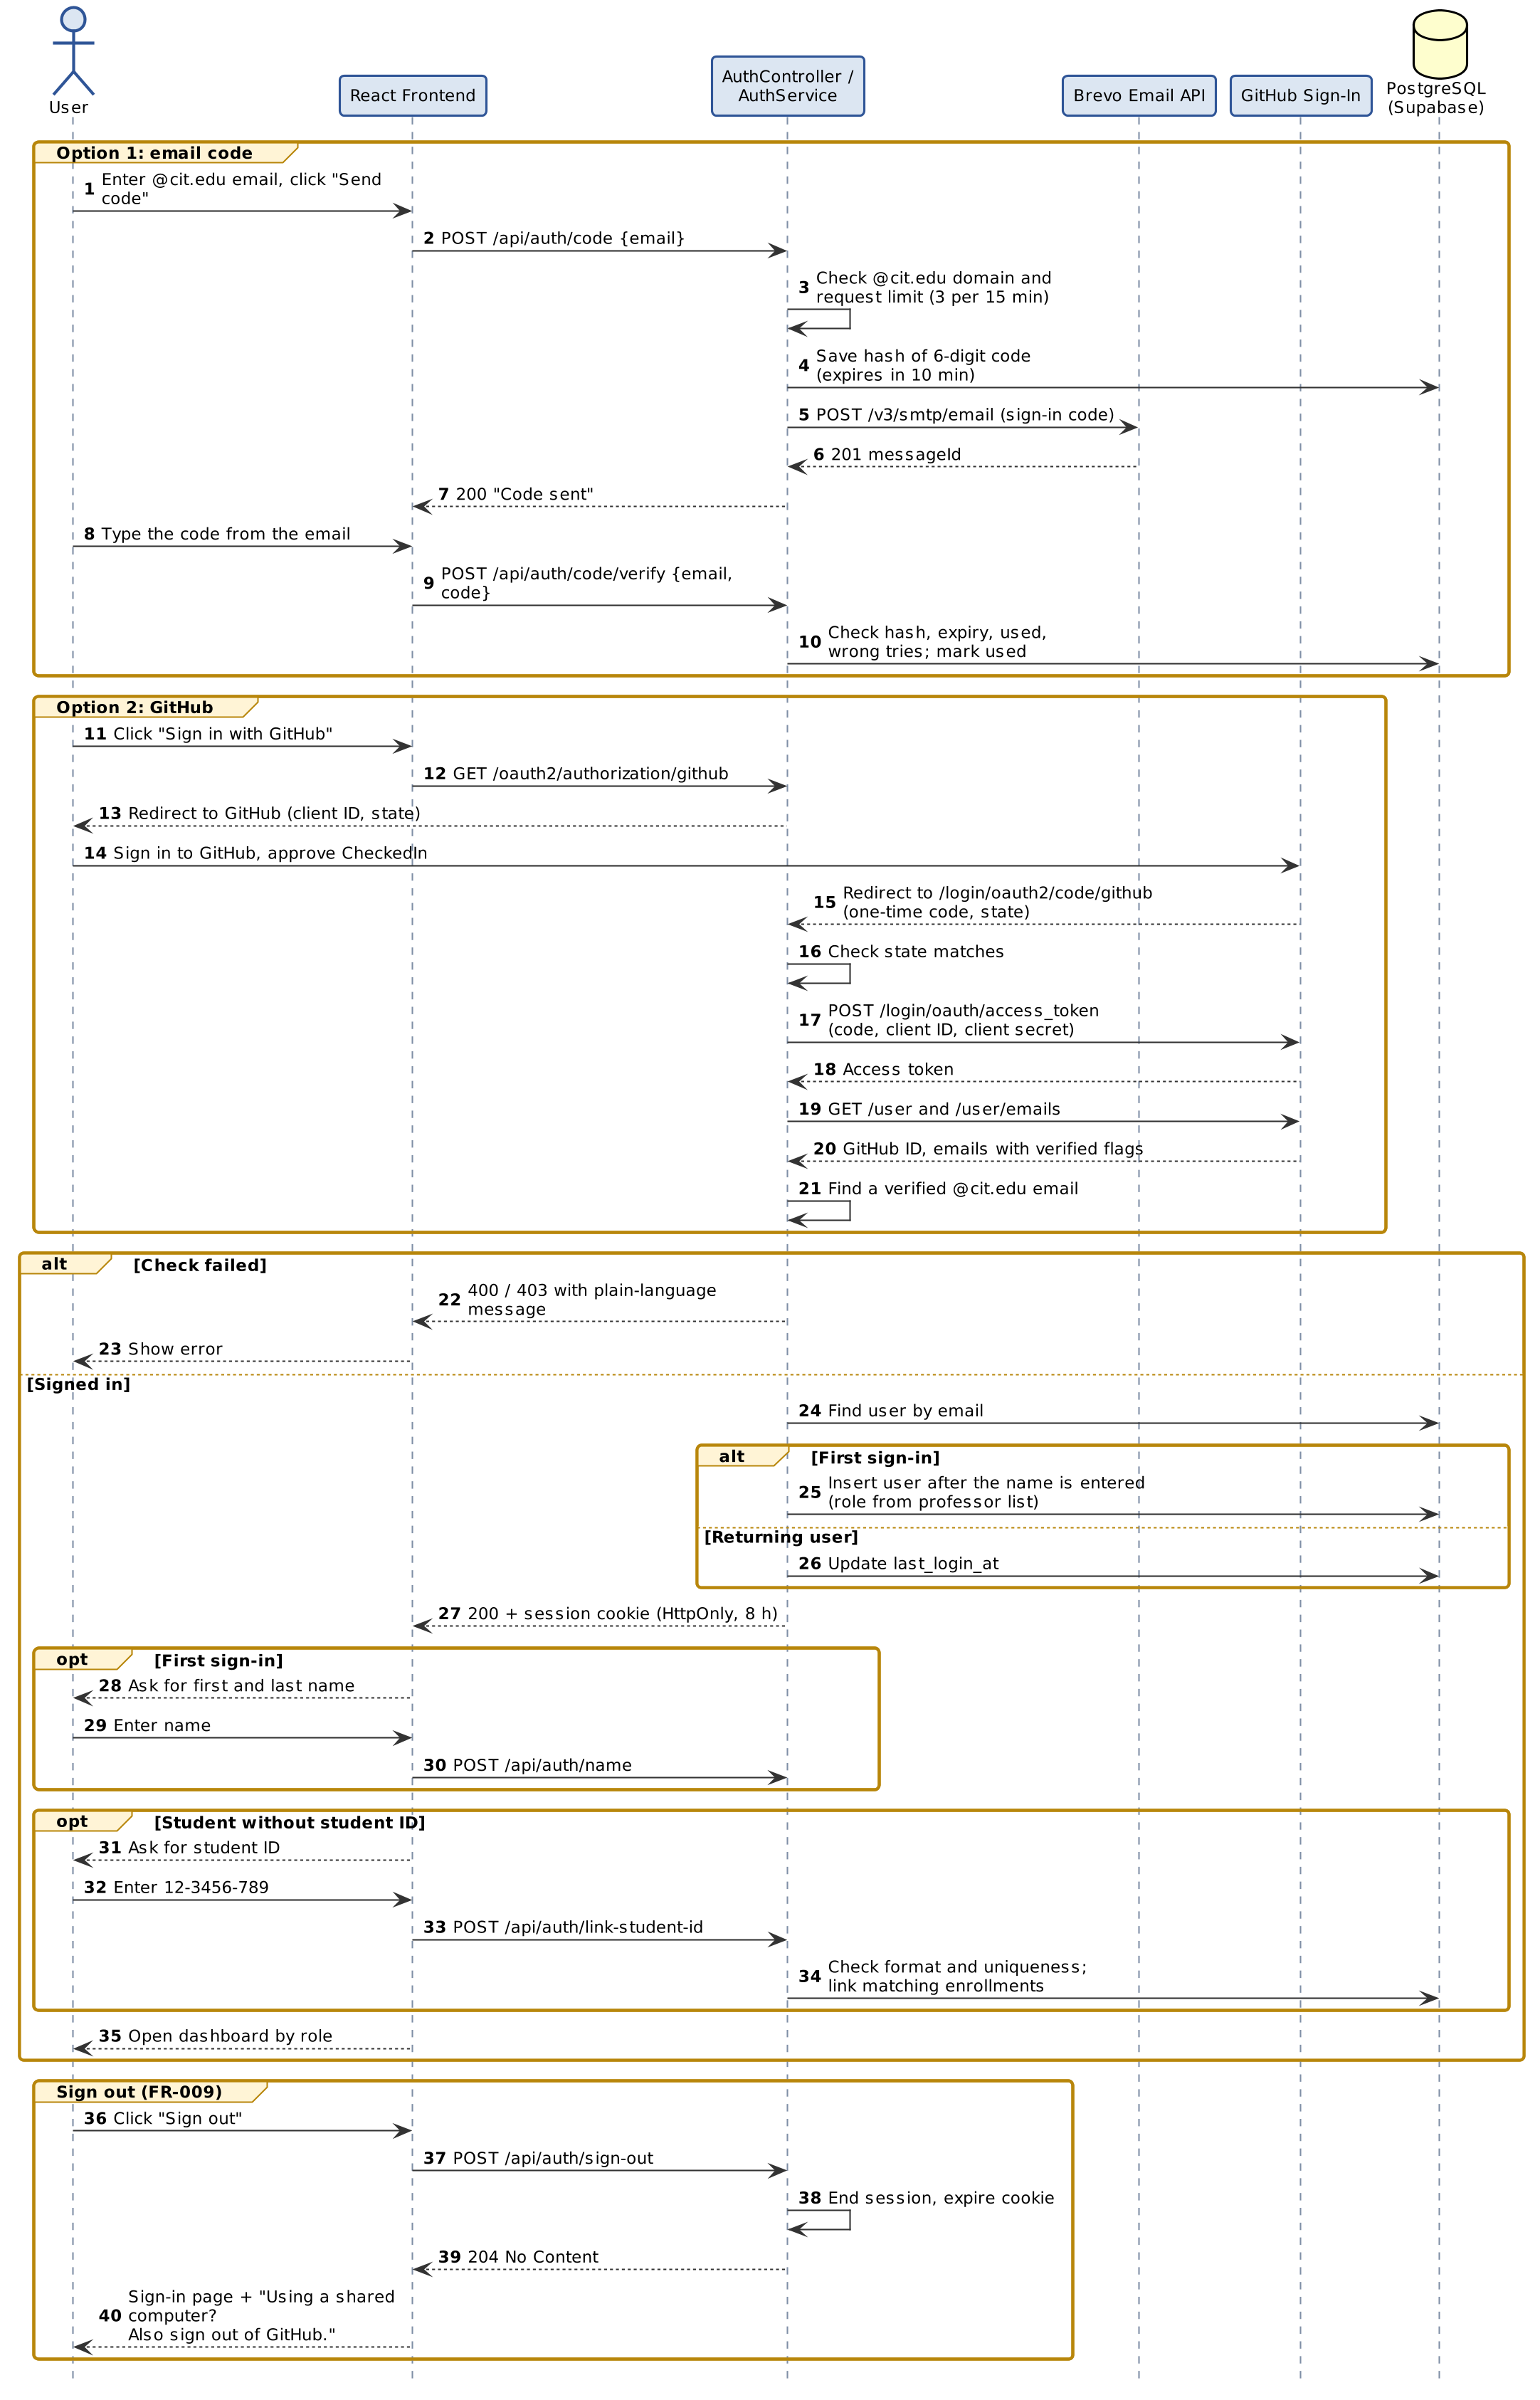 User
React Frontend
AuthController /
AuthService
Brevo Email API
GitHub Sign-In
PostgreSQL
(Supabase)
Option 1: email code
1 Enter @cit.edu email, click "Send
code"
2 POST /api/auth/code {email}
3 Check @cit.edu domain and
request limit (3 per 15 min)
4 Save hash of 6-digit code
(expires in 10 min)
5 POST /v3/smtp/email (sign-in code)
6 201 messageId
7 200 "Code sent"
8 Type the code from the email
9 POST /api/auth/code/verify {email,
code}
10 Check hash, expiry, used,
wrong tries; mark used
Option 2: GitHub
11 Click "Sign in with GitHub"
12 GET /oauth2/authorization/github
13 Redirect to GitHub (client ID, state)
14 Sign in to GitHub, approve CheckedIn
15 Redirect to /login/oauth2/code/github
(one-time code, state)
16 Check state matches
17 POST /login/oauth/access_token
(code, client ID, client secret)
18 Access token
19 GET /user and /user/emails
20 GitHub ID, emails with verified flags
21 Find a verified @cit.edu email
alt [Check failed]
22 400 / 403 with plain-language
message
23 Show error
[Signed in]
24 Find user by email
alt [First sign-in]
25 Insert user after the name is entered
(role from professor list)
[Returning user]
26 Update last_login_at
27 200 + session cookie (HttpOnly, 8 h)
opt [First sign-in]
28 Ask for first and last name
29 Enter name
30 POST /api/auth/name
opt [Student without student ID]
31 Ask for student ID
32 Enter 12-3456-789
33 POST /api/auth/link-student-id
34 Check format and uniqueness;
link matching enrollments
35 Open dashboard by role
Sign out (FR-009)
36 Click "Sign out"
37 POST /api/auth/sign-out
38 End session, expire cookie
39 204 No Content
40 Sign-in page + "Using a shared
computer?
Also sign out of GitHub."